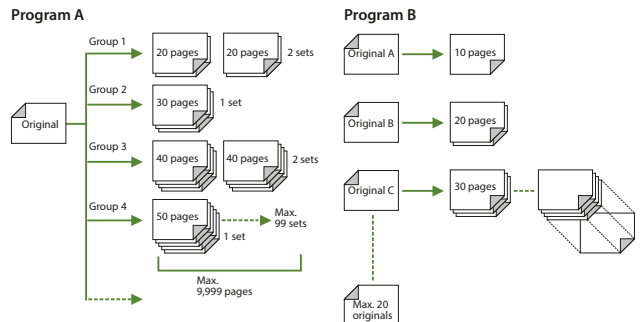 Program A
Group 1
20 pages
20 pages
2 sets
Group 2
30 pages
1 set
Original
Group 3
40 pages
40 pages
2 sets
Group 4
50 pages
1 set
Max.
99 sets
Max.
9,999 pages
Program B
Original A
10 pages
Original B
20 pages
Original C
30 pages
Max. 20
originals